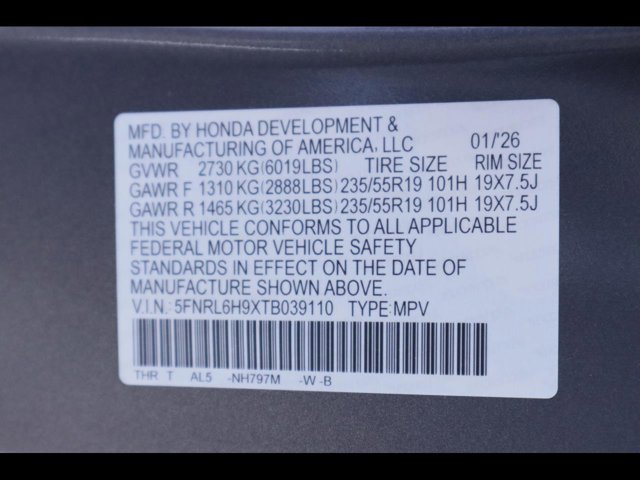 MFD. BY HONDA DEVELOPMENT &
MANUFACTURING OF AMERICA, LLC 01/'26
GVWR 2730 KG(6019LBS) TIRE SIZE RIM SIZE
GAWR F 1310 KG(2888LBS) 235/55R19 101H 19X7.5J
GAWR R 1465 KG(3230LBS) 235/55R19 101H 19X7.5J
THIS VEHICLE CONFORMS TO ALL APPLICABLE
FEDERAL MOTOR VEHICLE SAFETY
STANDARDS IN EFFECT ON THE DATE OF
MANUFACTURE SHOWN ABOVE.
V.I.N.: 5FNRL6H9XTB039110 TYPE:MPV
THR T AL5 -NH797M -W -B